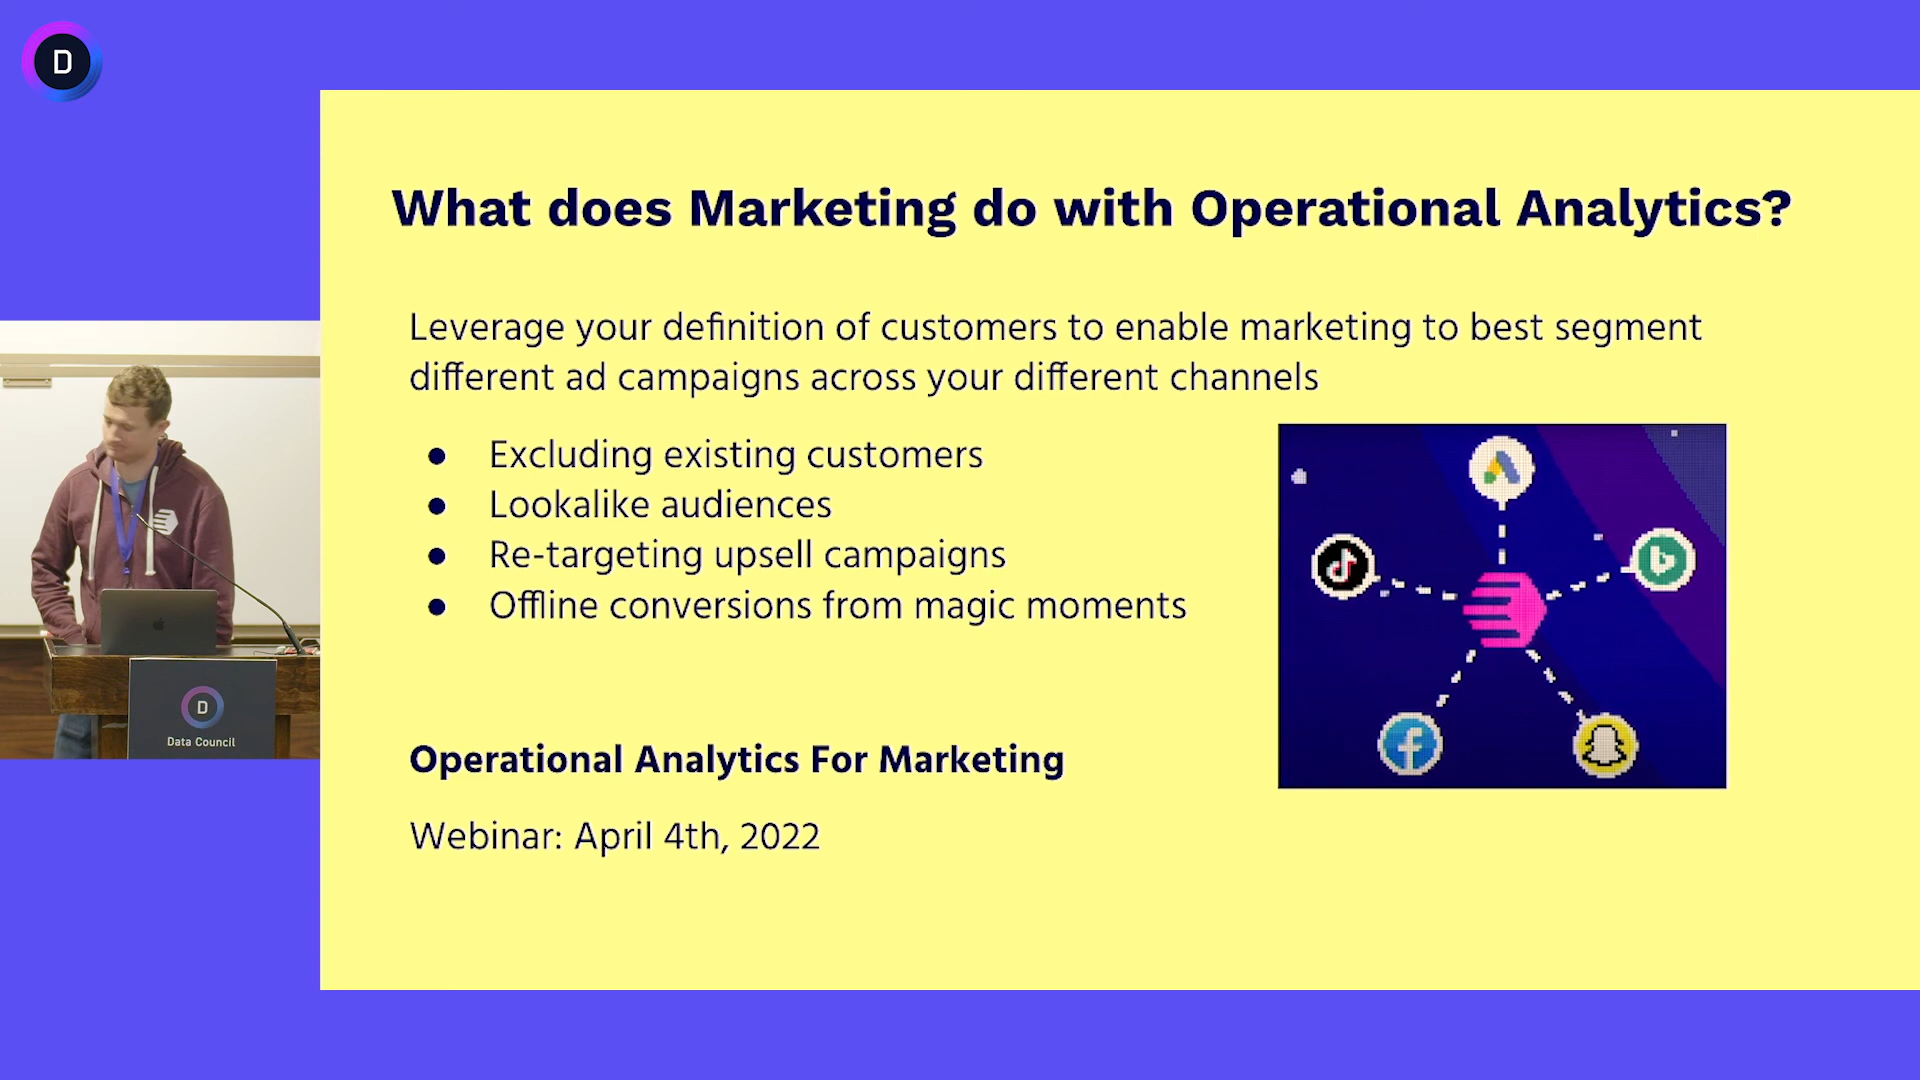 D
What does Marketing do with Operational Analytics?
Leverage your definition of customers to enable marketing to best segment
different ad campaigns across your different channels
● Excluding existing customers
● Lookalike audiences
● Re-targeting upsell campaigns
● Offline conversions from magic moments
Operational Analytics For Marketing
Webinar: April 4th, 2022
D
Data Council